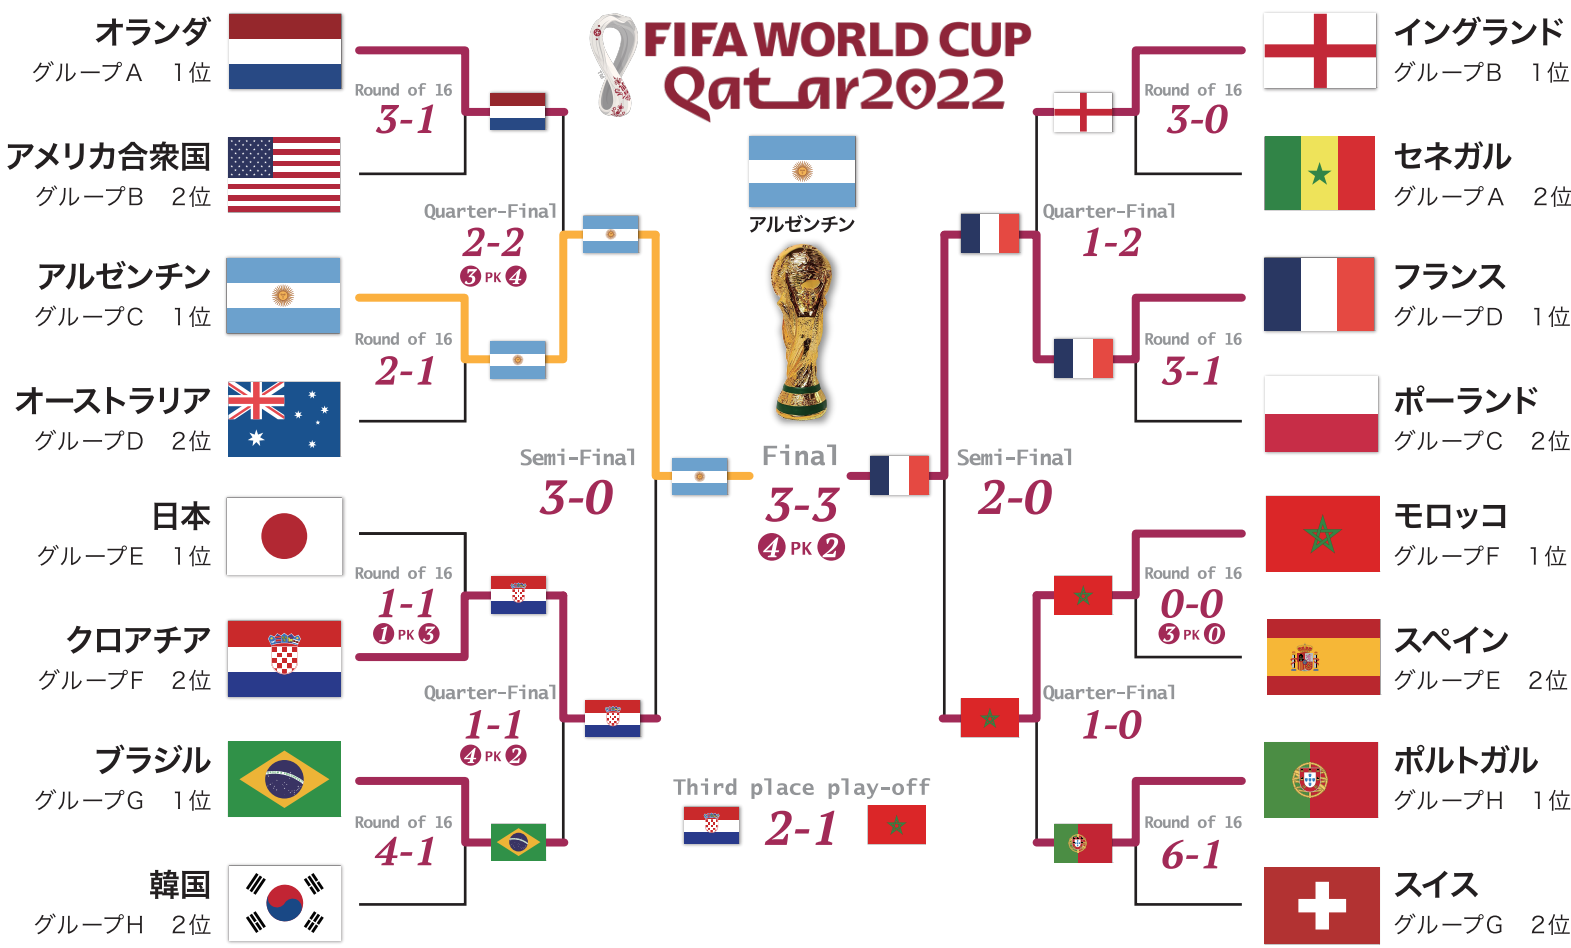 FIFA WORLD CUP
Qatar2022
オランダ
グループA 1位
Round of 16
3-1
アメリカ合衆国
グループB 2位
Quarter-Final
2-2
3 PK 4
アルゼンチン
グループC 1位
Round of 16
2-1
オーストラリア
グループD 2位
Semi-Final
3-0
日本
グループE 1位
Round of 16
1-1
1 PK 3
クロアチア
グループF 2位
Quarter-Final
1-1
4 PK 2
ブラジル
グループG 1位
Round of 16
4-1
韓国
グループH 2位
アルゼンチン
Final
3-3
4 PK 2
Third place play-off
2-1
イングランド
グループB 1位
Round of 16
3-0
セネガル
グループA 2位
Quarter-Final
1-2
フランス
グループD 1位
Round of 16
3-1
ポーランド
グループC 2位
Semi-Final
2-0
モロッコ
グループF 1位
Round of 16
0-0
3 PK 0
スペイン
グループE 2位
Quarter-Final
1-0
ポルトガル
グループH 1位
Round of 16
6-1
スイス
グループG 2位